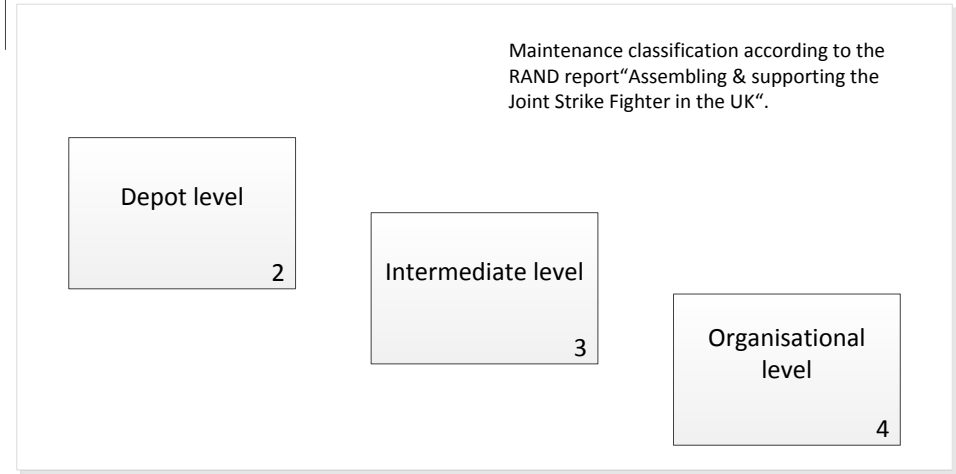 Maintenance classification according to the
RAND report“Assembling & supporting the
Joint Strike Fighter in the UK“.
Depot level
2
Intermediate level
3
Organisational
level
4